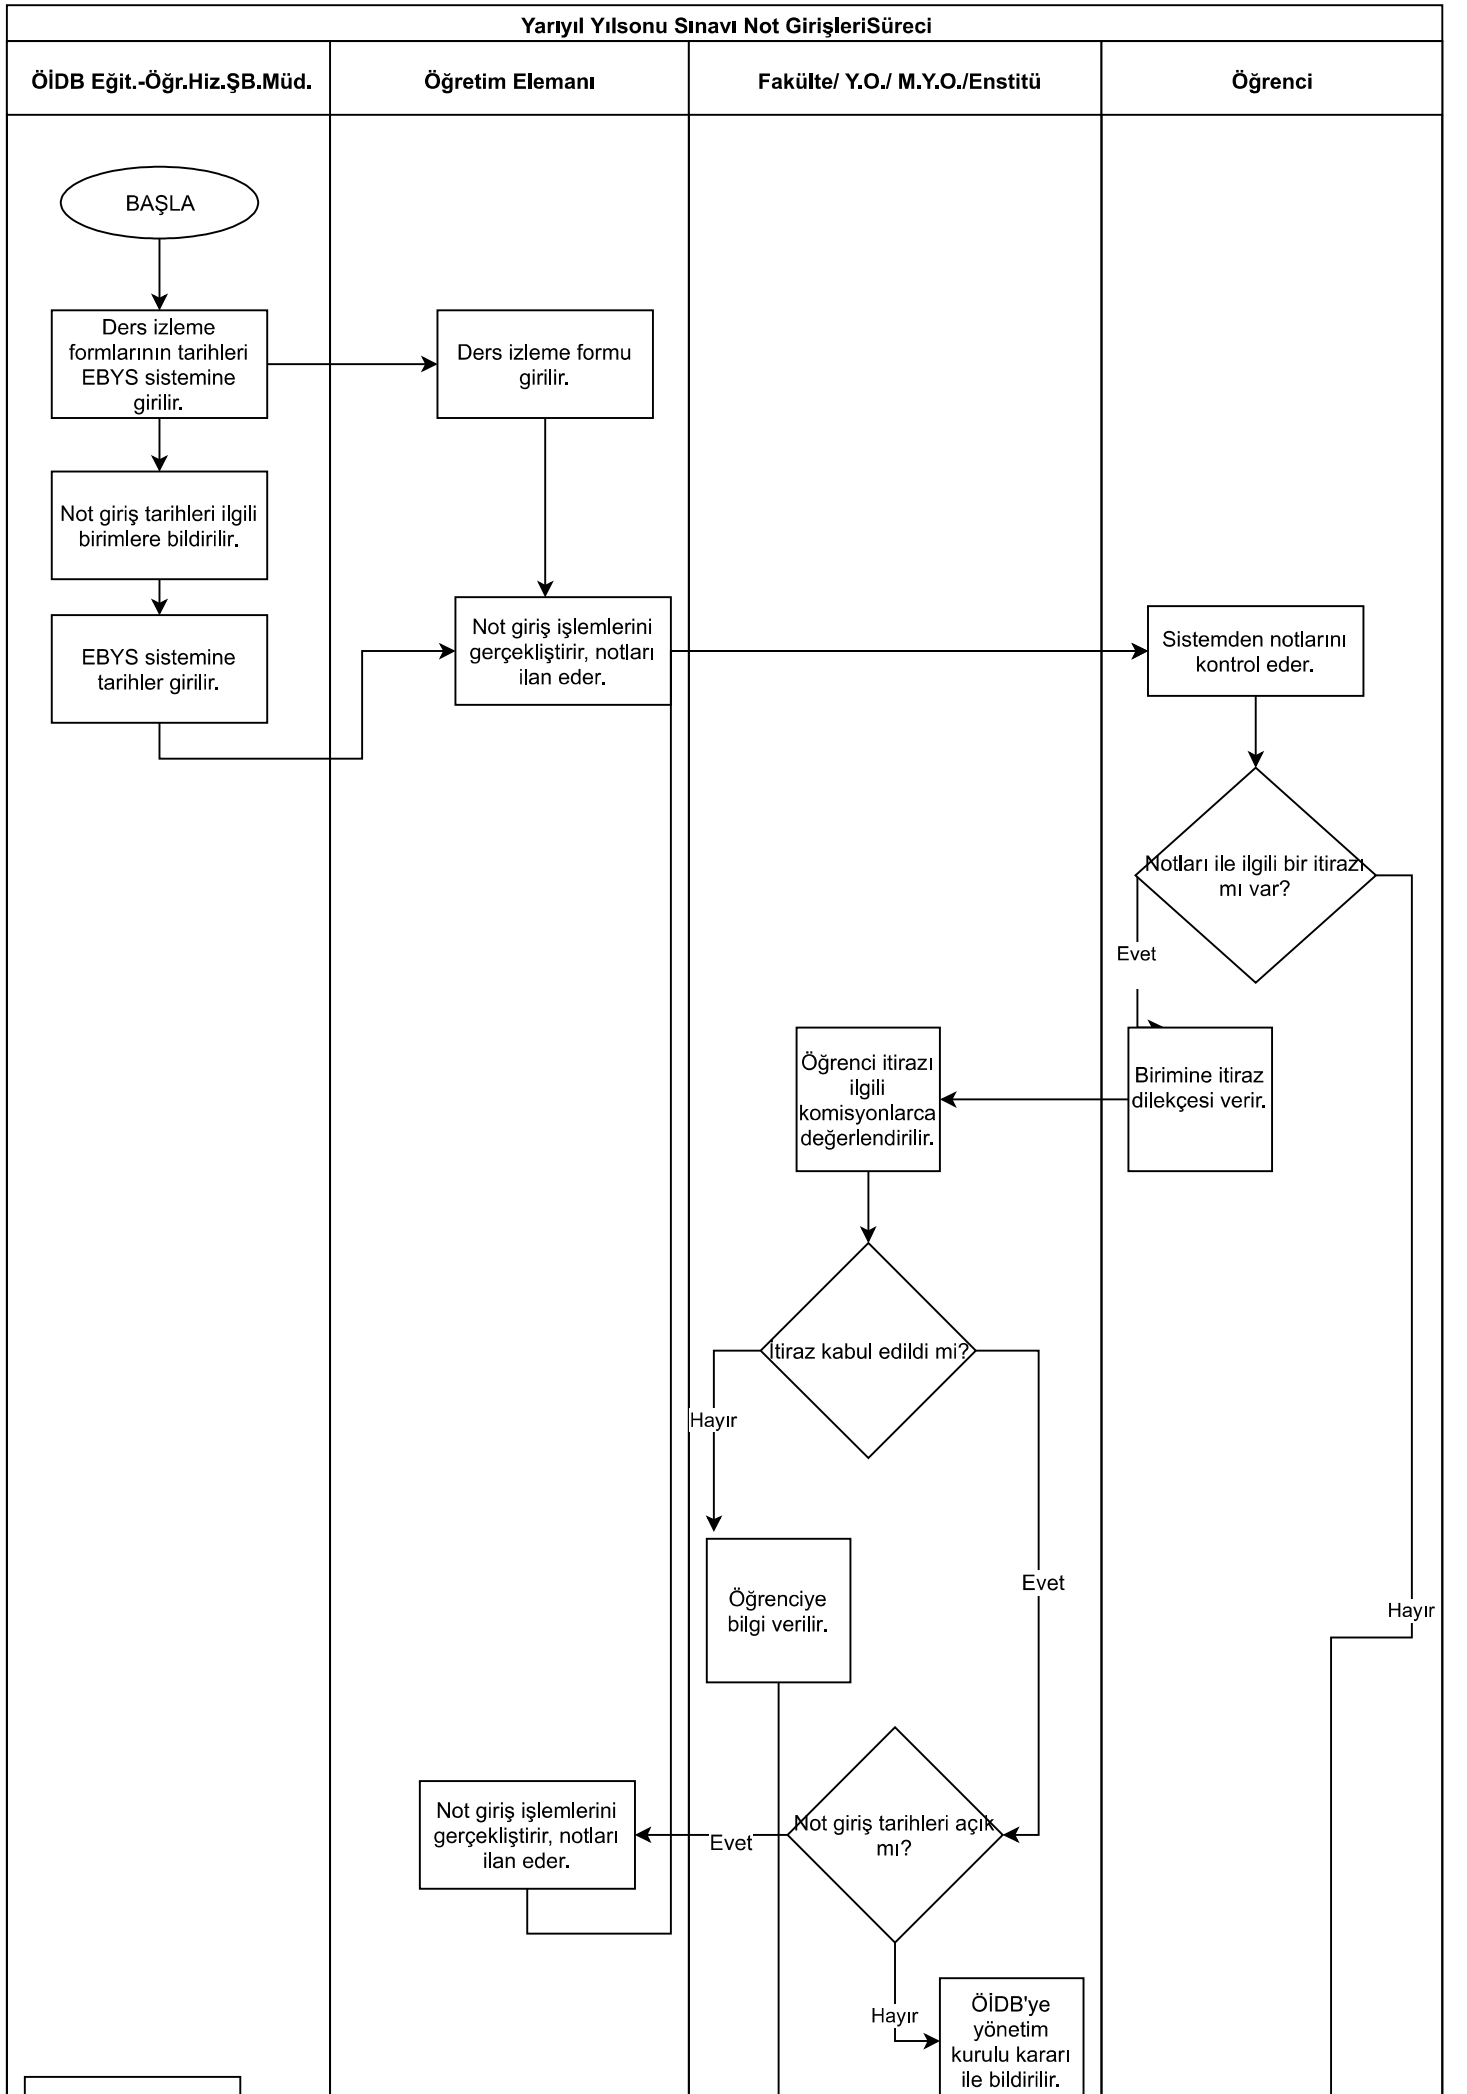 Yarıyıl Yılsonu Sınavı Not GirişleriSüreci
ÖİDB Eğit.-Öğr.Hiz.ŞB.Müd.
Öğretim Elemanı
Fakülte/ Y.O./ M.Y.O./Enstitü
Öğrenci
BAŞLA
Ders izleme
formlarının tarihleri
EBYS sistemine
girilir.
Ders izleme formu
girilir.
Not giriş tarihleri ilgili
birimlere bildirilir.
EBYS sistemine
tarihler girilir.
Not giriş işlemlerini
gerçekliştirir, notları
ilan eder.
Sistemden notlarını
kontrol eder.
Notları ile ilgili bir itirazı
mı var?
Evet
Öğrenci itirazı
ilgili
komisyonlarca
değerlendirilir.
Birimine itiraz
dilekçesi verir.
İtiraz kabul edildi mi?
Hayır
Evet
Hayır
Öğrenciye
bilgi verilir.
Not giriş işlemlerini
gerçekliştirir, notları
ilan eder.
Evet
Not giriş tarihleri açık
mı?
Hayır
ÖİDB'ye
yönetim
kurulu kararı
ile bildirilir.